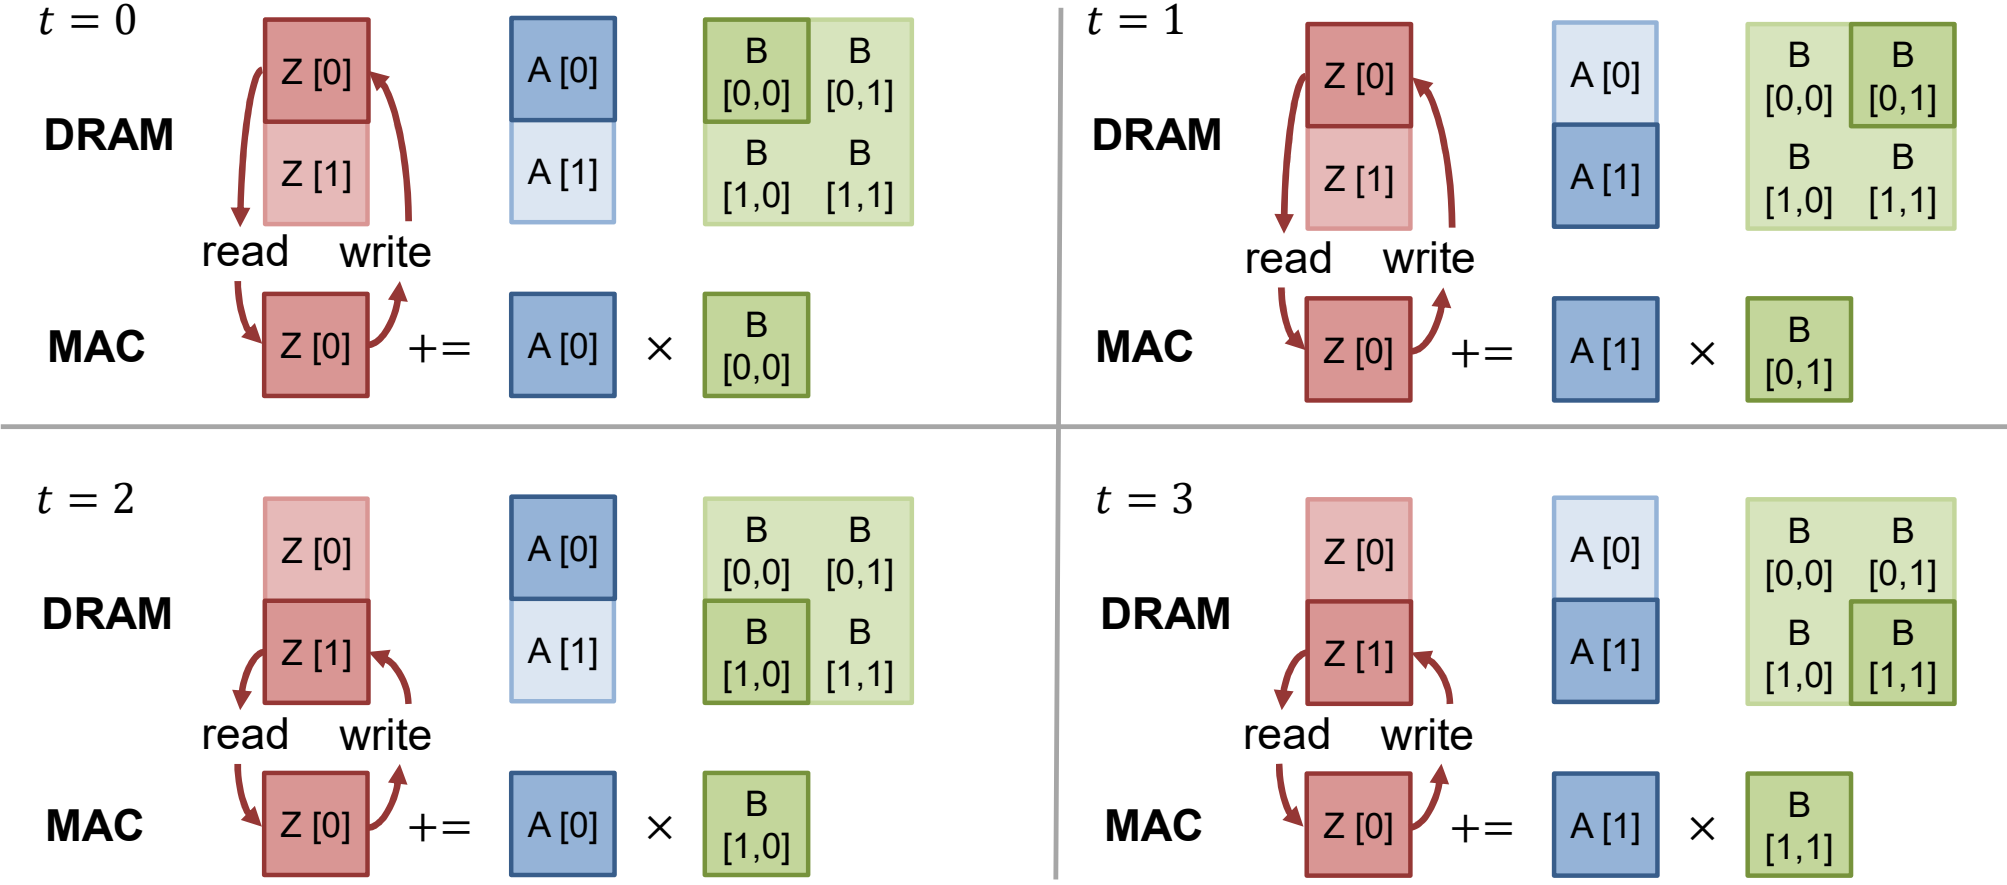 t = 0
Z [0]
A [0]
B
[0,0]
B
[0,1]
DRAM
Z [1]
A [1]
B
[1,0]
B
[1,1]
read
write
MAC
Z [0]
+=
A [0]
×
B
[0,0]
t = 1
Z [0]
A [0]
B
[0,0]
B
[0,1]
DRAM
Z [1]
A [1]
B
[1,0]
B
[1,1]
read
write
MAC
Z [0]
+=
A [1]
×
B
[0,1]
t = 2
Z [0]
A [0]
B
[0,0]
B
[0,1]
DRAM
Z [1]
A [1]
B
[1,0]
B
[1,1]
read
write
MAC
Z [0]
+=
A [0]
×
B
[1,0]
t = 3
Z [0]
A [0]
B
[0,0]
B
[0,1]
DRAM
Z [1]
A [1]
B
[1,0]
B
[1,1]
read
write
MAC
Z [0]
+=
A [1]
×
B
[1,1]